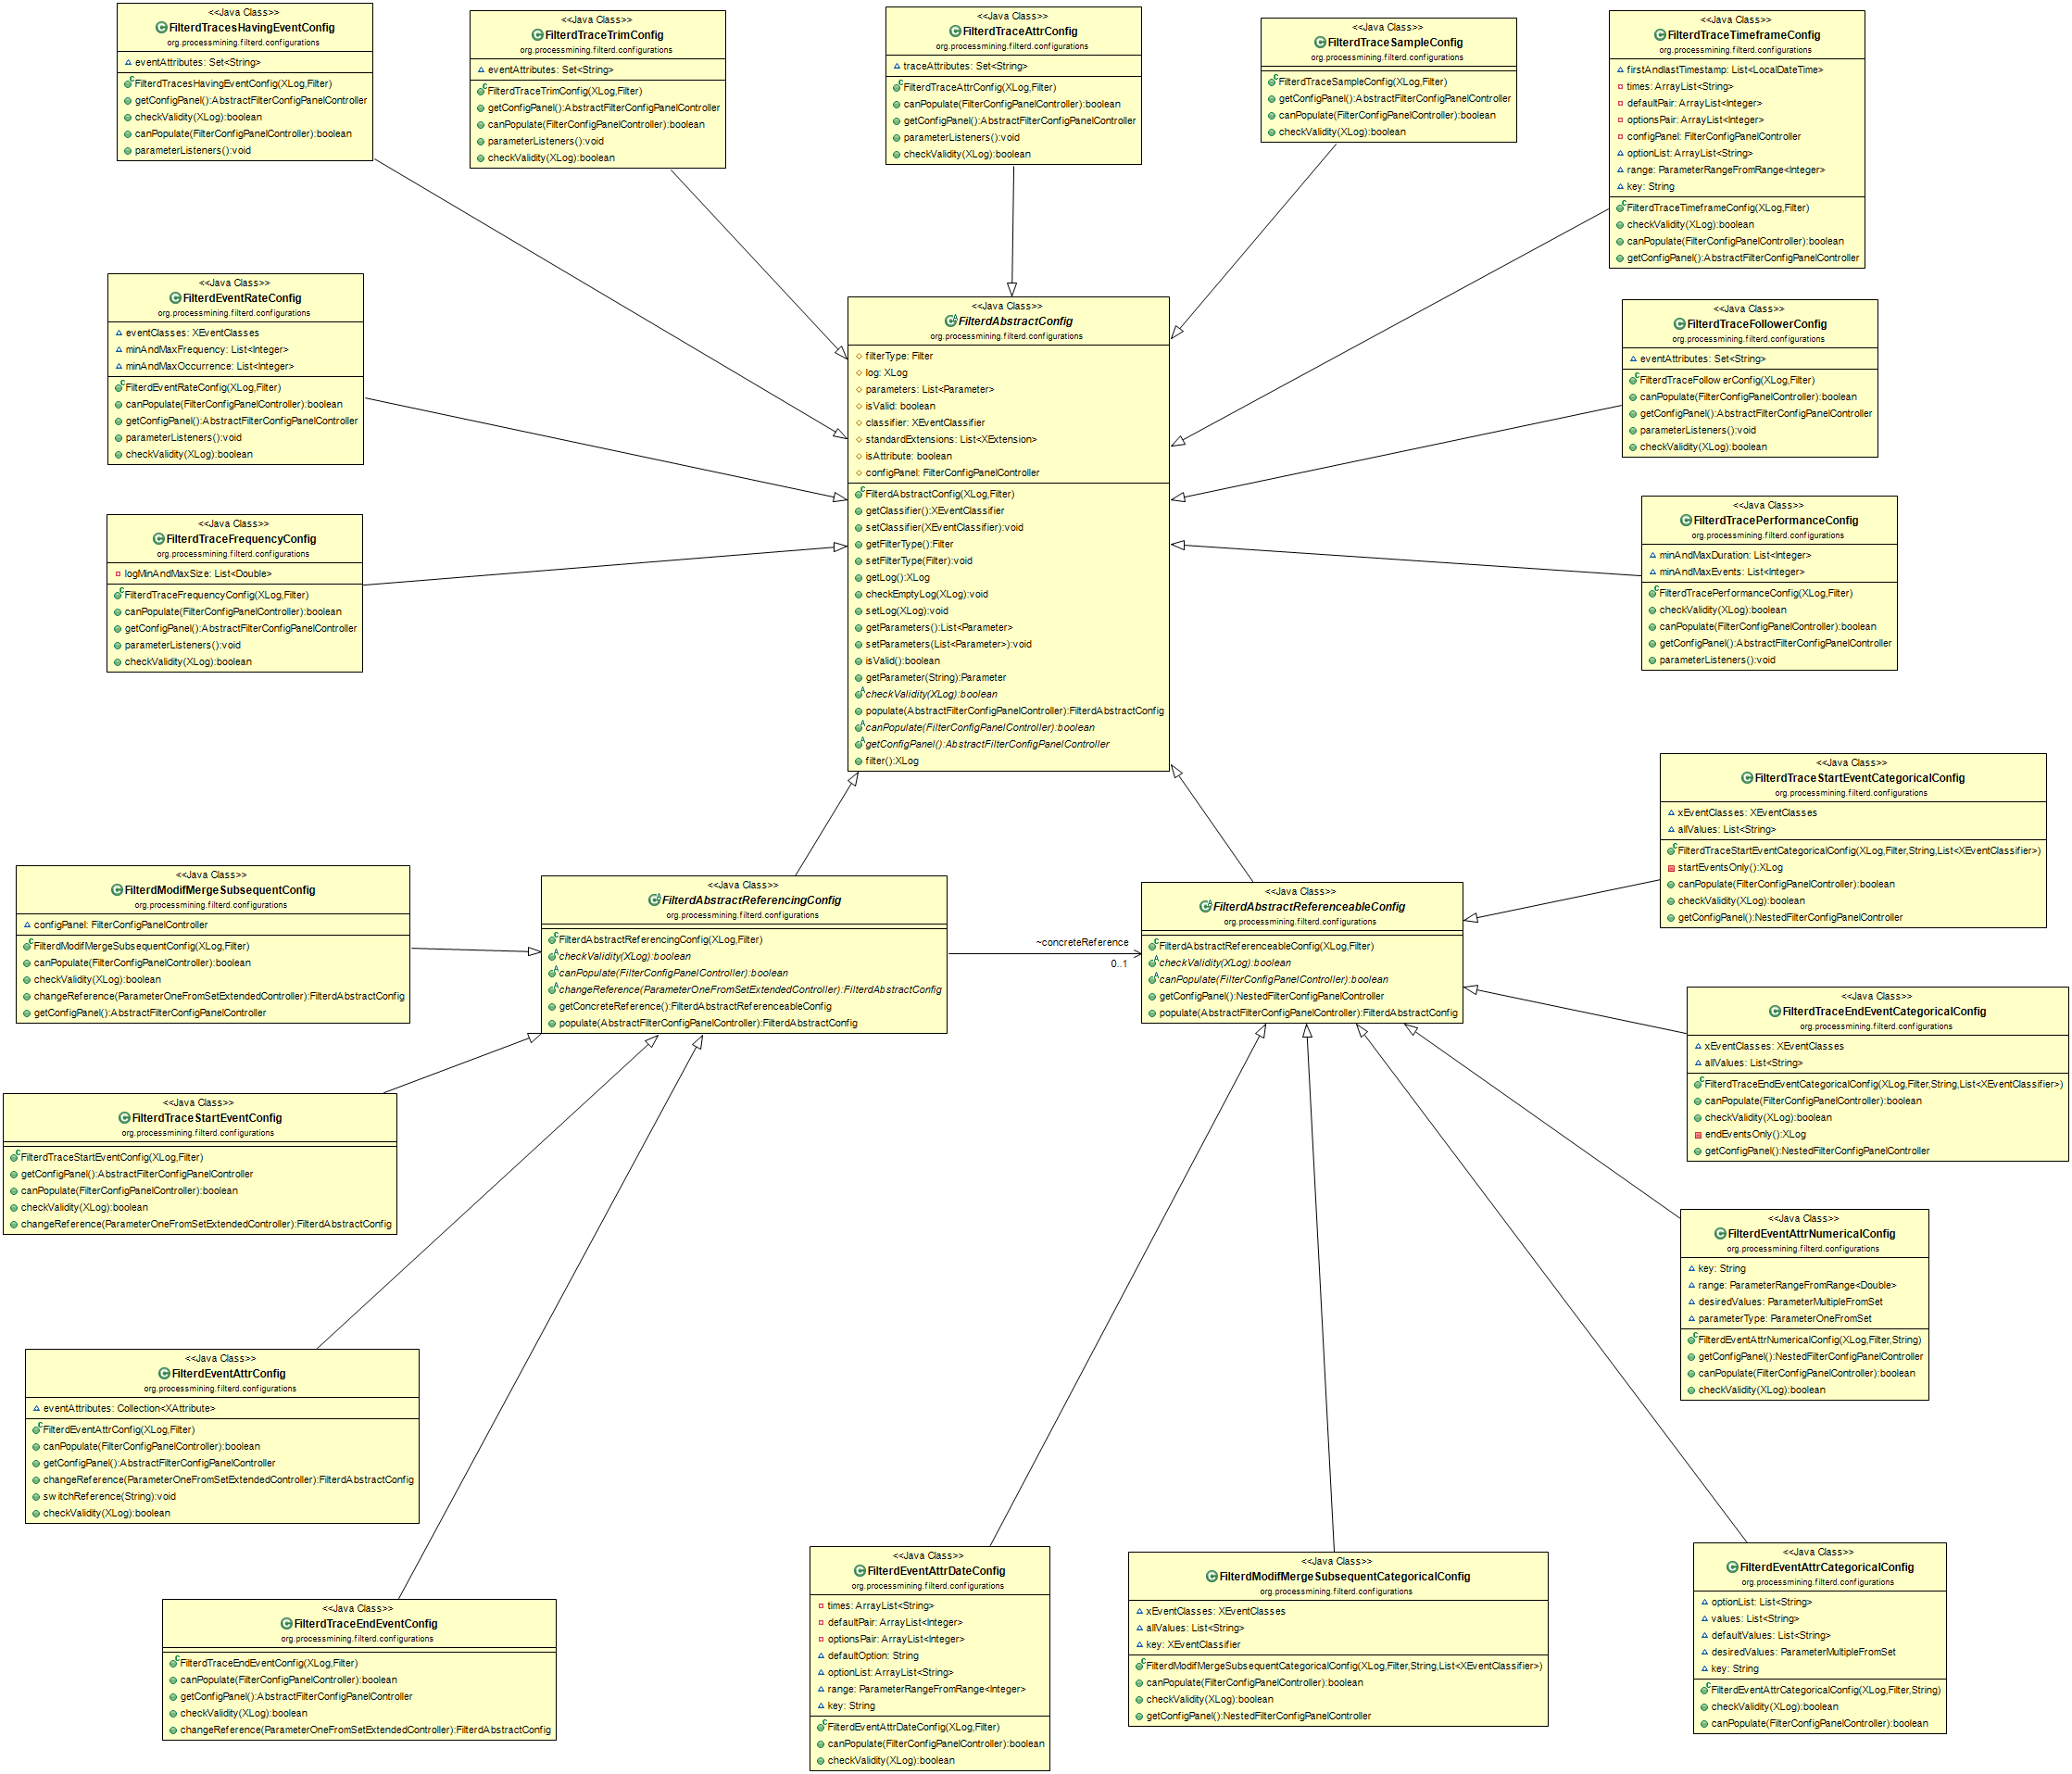 <<Java Class>>
FilterdTracesHavingEventConfig
org.processmining.filterd.configurations
eventAttributes: Set<String>
FilterdTracesHavingEventConfig(XLog,Filter)
getConfigPanel():AbstractFilterConfigPanelController
checkValidity(XLog):boolean
canPopulate(FilterConfigPanelController):boolean
parameterListeners():void
<<Java Class>>
FilterdTraceTrimConfig
org.processmining.filterd.configurations
eventAttributes: Set<String>
FilterdTraceTrimConfig(XLog,Filter)
getConfigPanel():AbstractFilterConfigPanelController
canPopulate(FilterConfigPanelController):boolean
parameterListeners():void
checkValidity(XLog):boolean
<<Java Class>>
FilterdTraceAttrConfig
org.processmining.filterd.configurations
traceAttributes: Set<String>
FilterdTraceAttrConfig(XLog,Filter)
canPopulate(FilterConfigPanelController):boolean
getConfigPanel():AbstractFilterConfigPanelController
parameterListeners():void
checkValidity(XLog):boolean
<<Java Class>>
FilterdTraceSampleConfig
org.processmining.filterd.configurations
FilterdTraceSampleConfig(XLog,Filter)
getConfigPanel():AbstractFilterConfigPanelController
canPopulate(FilterConfigPanelController):boolean
checkValidity(XLog):boolean
<<Java Class>>
FilterdTraceTimeframeConfig
org.processmining.filterd.configurations
firstAndlastTimestamp: List<LocalDateTime>
times: ArrayList<String>
defaultPair: ArrayList<Integer>
optionsPair: ArrayList<Integer>
configPanel: FilterConfigPanelController
optionList: ArrayList<String>
range: ParameterRangeFromRange<Integer>
key: String
FilterdTraceTimeframeConfig(XLog,Filter)
checkValidity(XLog):boolean
canPopulate(FilterConfigPanelController):boolean
getConfigPanel():AbstractFilterConfigPanelController
<<Java Class>>
FilterdEventRateConfig
org.processmining.filterd.configurations
eventClasses: XEventClasses
minAndMaxFrequency: List<Integer>
minAndMaxOccurrence: List<Integer>
FilterdEventRateConfig(XLog,Filter)
canPopulate(FilterConfigPanelController):boolean
getConfigPanel():AbstractFilterConfigPanelController
parameterListeners():void
checkValidity(XLog):boolean
<<Java Class>>
FilterdAbstractConfig
org.processmining.filterd.configurations
filterType: Filter
log: XLog
parameters: List<Parameter>
isValid: boolean
classifier: XEventClassifier
standardExtensions: List<XExtension>
isAttribute: boolean
configPanel: FilterConfigPanelController
FilterdAbstractConfig(XLog,Filter)
getClassifier():XEventClassifier
setClassifier(XEventClassifier):void
getFilterType():Filter
setFilterType(Filter):void
getLog():XLog
checkEmptyLog(XLog):void
setLog(XLog):void
getParameters():List<Parameter>
setParameters(List<Parameter>):void
isValid():boolean
getParameter(String):Parameter
checkValidity(XLog):boolean
populate(AbstractFilterConfigPanelController):FilterdAbstractConfig
canPopulate(FilterConfigPanelController):boolean
getConfigPanel():AbstractFilterConfigPanelController
filter():XLog
<<Java Class>>
FilterdTraceFollowerConfig
org.processmining.filterd.configurations
eventAttributes: Set<String>
FilterdTraceFollowerConfig(XLog,Filter)
canPopulate(FilterConfigPanelController):boolean
getConfigPanel():AbstractFilterConfigPanelController
parameterListeners():void
checkValidity(XLog):boolean
<<Java Class>>
FilterdTraceFrequencyConfig
org.processmining.filterd.configurations
logMinAndMaxSize: List<Double>
FilterdTraceFrequencyConfig(XLog,Filter)
canPopulate(FilterConfigPanelController):boolean
getConfigPanel():AbstractFilterConfigPanelController
parameterListeners():void
checkValidity(XLog):boolean
<<Java Class>>
FilterdTracePerformanceConfig
org.processmining.filterd.configurations
minAndMaxDuration: List<Integer>
minAndMaxEvents: List<Integer>
FilterdTracePerformanceConfig(XLog,Filter)
checkValidity(XLog):boolean
canPopulate(FilterConfigPanelController):boolean
getConfigPanel():AbstractFilterConfigPanelController
parameterListeners():void
<<Java Class>>
FilterdTraceStartEventCategoricalConfig
org.processmining.filterd.configurations
xEventClasses: XEventClasses
allValues: List<String>
FilterdTraceStartEventCategoricalConfig(XLog,Filter,String,List<XEventClassifier>)
startEventsOnly():XLog
canPopulate(FilterConfigPanelController):boolean
checkValidity(XLog):boolean
getConfigPanel():NestedFilterConfigPanelController
<<Java Class>>
FilterdModifMergeSubsequentConfig
org.processmining.filterd.configurations
configPanel: FilterConfigPanelController
FilterdModifMergeSubsequentConfig(XLog,Filter)
canPopulate(FilterConfigPanelController):boolean
checkValidity(XLog):boolean
changeReference(ParameterOneFromSetExtendedController):FilterdAbstractConfig
getConfigPanel():AbstractFilterConfigPanelController
<<Java Class>>
FilterdAbstractReferencingConfig
org.processmining.filterd.configurations
FilterdAbstractReferencingConfig(XLog,Filter)
checkValidity(XLog):boolean
canPopulate(FilterConfigPanelController):boolean
changeReference(ParameterOneFromSetExtendedController):FilterdAbstractConfig
getConcreteReference():FilterdAbstractReferenceableConfig
populate(AbstractFilterConfigPanelController):FilterdAbstractConfig
~concreteReference
0..1
<<Java Class>>
FilterdAbstractReferenceableConfig
org.processmining.filterd.configurations
FilterdAbstractReferenceableConfig(XLog,Filter)
checkValidity(XLog):boolean
canPopulate(FilterConfigPanelController):boolean
getConfigPanel():NestedFilterConfigPanelController
populate(AbstractFilterConfigPanelController):FilterdAbstractConfig
<<Java Class>>
FilterdTraceEndEventCategoricalConfig
org.processmining.filterd.configurations
xEventClasses: XEventClasses
allValues: List<String>
FilterdTraceEndEventCategoricalConfig(XLog,Filter,String,List<XEventClassifier>)
canPopulate(FilterConfigPanelController):boolean
checkValidity(XLog):boolean
endEventsOnly():XLog
getConfigPanel():NestedFilterConfigPanelController
<<Java Class>>
FilterdTraceStartEventConfig
org.processmining.filterd.configurations
FilterdTraceStartEventConfig(XLog,Filter)
getConfigPanel():AbstractFilterConfigPanelController
canPopulate(FilterConfigPanelController):boolean
checkValidity(XLog):boolean
changeReference(ParameterOneFromSetExtendedController):FilterdAbstractConfig
<<Java Class>>
FilterdEventAttrNumericalConfig
org.processmining.filterd.configurations
key: String
range: ParameterRangeFromRange<Double>
desiredValues: ParameterMultipleFromSet
parameterType: ParameterOneFromSet
FilterdEventAttrNumericalConfig(XLog,Filter,String)
getConfigPanel():NestedFilterConfigPanelController
canPopulate(FilterConfigPanelController):boolean
checkValidity(XLog):boolean
<<Java Class>>
FilterdEventAttrConfig
org.processmining.filterd.configurations
eventAttributes: Collection<XAttribute>
FilterdEventAttrConfig(XLog,Filter)
canPopulate(FilterConfigPanelController):boolean
getConfigPanel():AbstractFilterConfigPanelController
changeReference(ParameterOneFromSetExtendedController):FilterdAbstractConfig
switchReference(String):void
checkValidity(XLog):boolean
<<Java Class>>
FilterdTraceEndEventConfig
org.processmining.filterd.configurations
FilterdTraceEndEventConfig(XLog,Filter)
canPopulate(FilterConfigPanelController):boolean
getConfigPanel():AbstractFilterConfigPanelController
checkValidity(XLog):boolean
changeReference(ParameterOneFromSetExtendedController):FilterdAbstractConfig
<<Java Class>>
FilterdEventAttrDateConfig
org.processmining.filterd.configurations
times: ArrayList<String>
defaultPair: ArrayList<Integer>
optionsPair: ArrayList<Integer>
defaultOption: String
optionList: ArrayList<String>
range: ParameterRangeFromRange<Integer>
key: String
FilterdEventAttrDateConfig(XLog,Filter)
canPopulate(FilterConfigPanelController):boolean
checkValidity(XLog):boolean
<<Java Class>>
FilterdModifMergeSubsequentCategoricalConfig
org.processmining.filterd.configurations
xEventClasses: XEventClasses
allValues: List<String>
key: XEventClassifier
FilterdModifMergeSubsequentCategoricalConfig(XLog,Filter,String,List<XEventClassifier>)
canPopulate(FilterConfigPanelController):boolean
checkValidity(XLog):boolean
getConfigPanel():NestedFilterConfigPanelController
<<Java Class>>
FilterdEventAttrCategoricalConfig
org.processmining.filterd.configurations
optionList: List<String>
values: List<String>
defaultValues: List<String>
desiredValues: ParameterMultipleFromSet
key: String
FilterdEventAttrCategoricalConfig(XLog,Filter,String)
checkValidity(XLog):boolean
canPopulate(FilterConfigPanelController):boolean